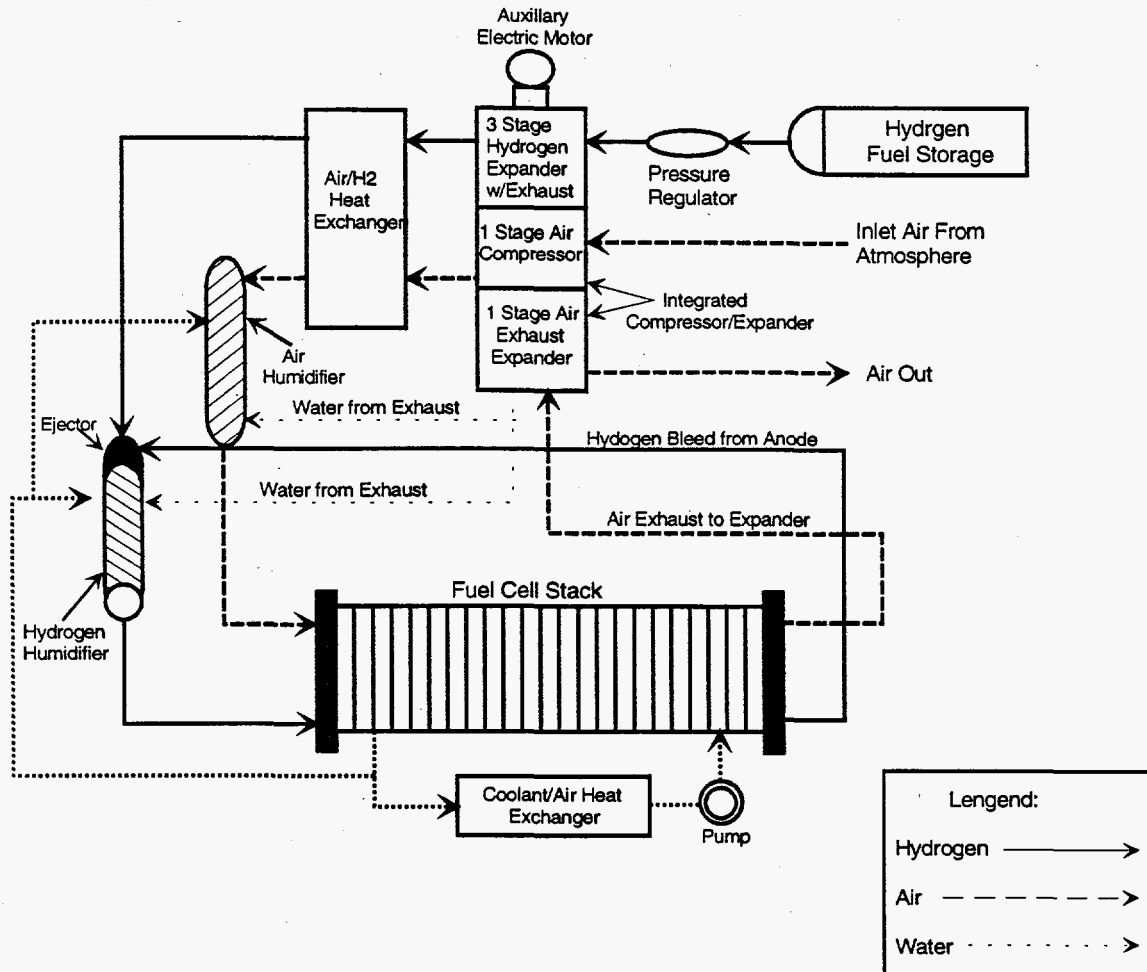 Auxillary
Electric Motor
3 Stage
Hydrogen
Expander
w/Exhaust
Pressure
Regulator
Hydrgen
Fuel Storage
Air/H2
Heat
Exchanger
1 Stage Air
Compressor
Inlet Air From
Atmosphere
Integrated
Compressor/Expander
1 Stage Air
Exhaust
Expander
Air Out
Air
Humidifier
Water from Exhaust
Ejector
Hydogen Bleed from Anode
Water from Exhaust
Air Exhaust to Expander
Fuel Cell Stack
Hydrogen
Humidifier
Coolant/Air Heat
Exchanger
Pump
Lengend:
Hydrogen
Air
Water